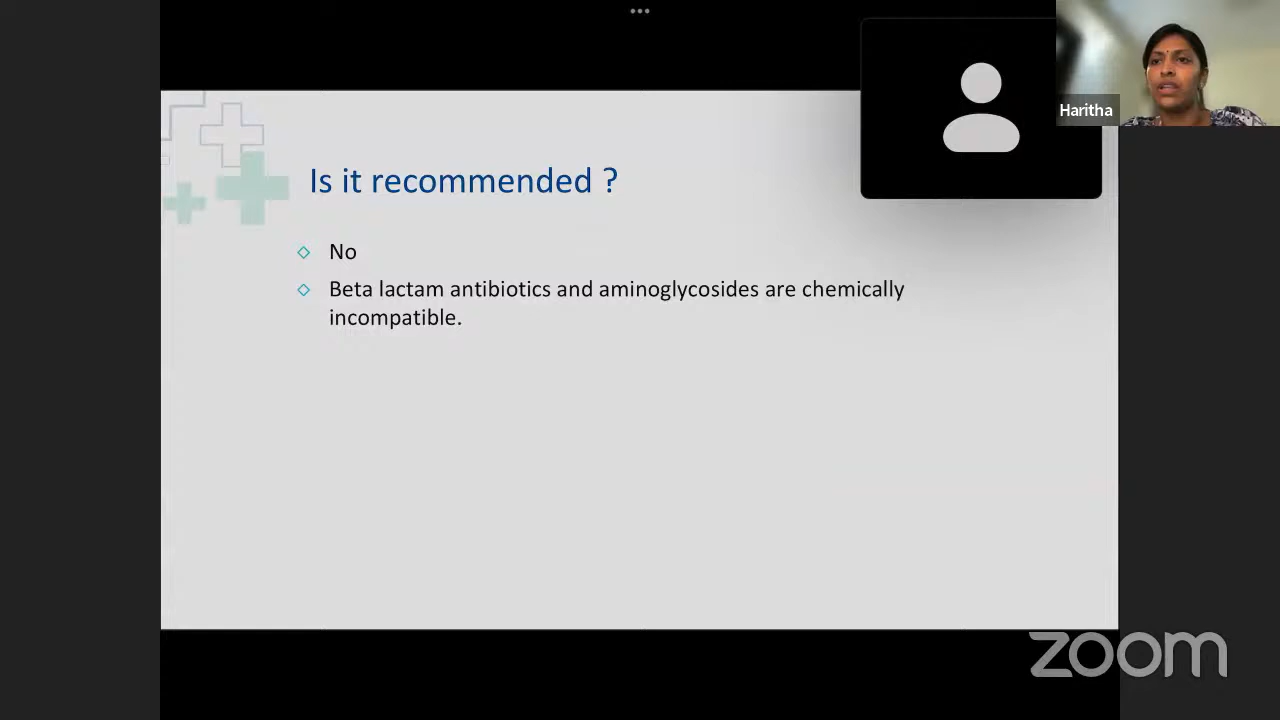 Haritha
Is it recommended ?
No
Beta lactam antibiotics and aminoglycosides are chemically
incompatible.
zoom